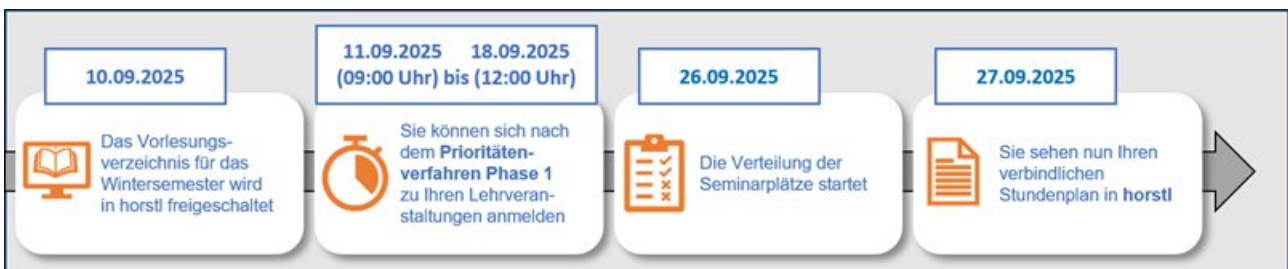 10.09.2025
Das Vorlesungs-
verzeichnis für das
Wintersemester wird
in horstl freigeschaltet
11.09.2025 18.09.2025
(09:00 Uhr) bis (12:00 Uhr)
Sie können sich nach
dem Prioritäten-
verfahren Phase 1
zu Ihren Lehrveran-
staltungen anmelden
26.09.2025
Die Verteilung der
Seminarplätze startet
27.09.2025
Sie sehen nun Ihren
verbindlichen
Stundenplan in horstl